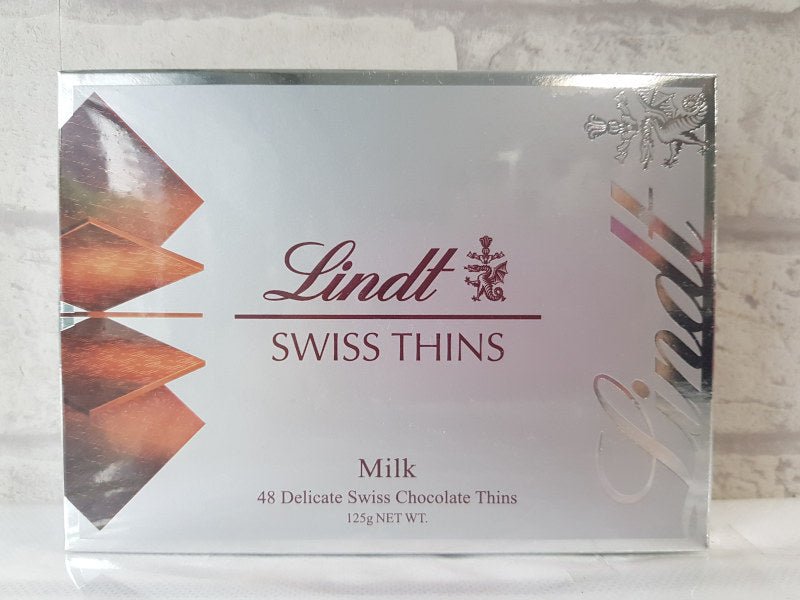 Lindt
SWISS THINS
Milk
48 Delicate Swiss Chocolate Thins
125g NET WT.
Lindt